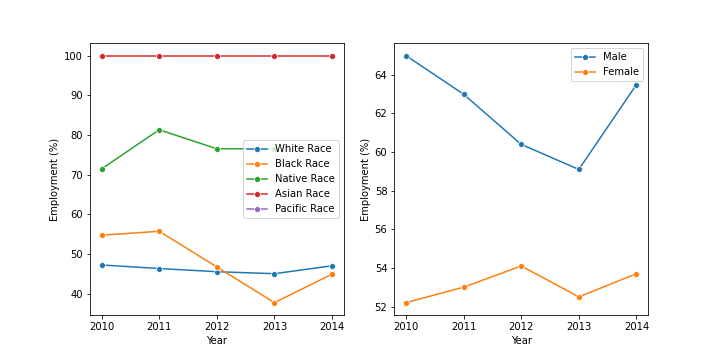 100
90
80
70
60
50
40
Employment (%)
2010 2011 2012 2013 2014
Year
White Race
Black Race
Native Race
Asian Race
Pacific Race
64
62
60
58
56
54
52
Employment (%)
2010 2011 2012 2013 2014
Year
Male
Female